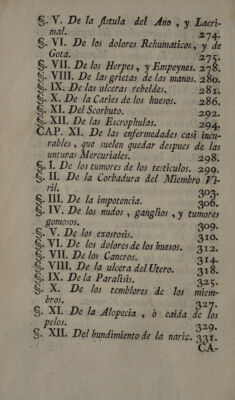 §. V. De la fistula del Ano, y Lacri-
mal. 274.
§. VI. De los dolores Rehumaticos, y de
Gota. 275.
§. VII. De los Herpes, y Empeynes. 278.
§. VIII. De las grietas de las manos. 280.
§. IX. De las ulceras rebeldes. 281.
§. X. De la Caries de los huesos. 286.
§. XI. Del Scorbuto. 292.
§. XII. De las Escrophulas. 294.
CAP. XI. De las enfermedades casi incu-
rables, que suelen quedar despues de las
unturas Mercuriales. 298.
§. I. De los tumores de los testiculos. 299.
§. II. De la Corbadura del Miembro Vi-
ril. 303.
§. III. De la impotencia. 306.
§. IV. De los nudos, ganglios, y tumores
gomosos. 309.
§. V. De los exostosis. 310.
§. VI. De los dolores de los huesos. 312.
§. VII. De los Cancros. 314.
§. VIII. De la ulcera del Utero. 318.
§. IX. De la Paralisis. 325.
§. X. De los temblores de los miem-
bros. 327.
§. XI. De la Alopecia, ò caida de los
pelos. 329.
§. XII. Del hundimiento de la nariz. 331.
CA-